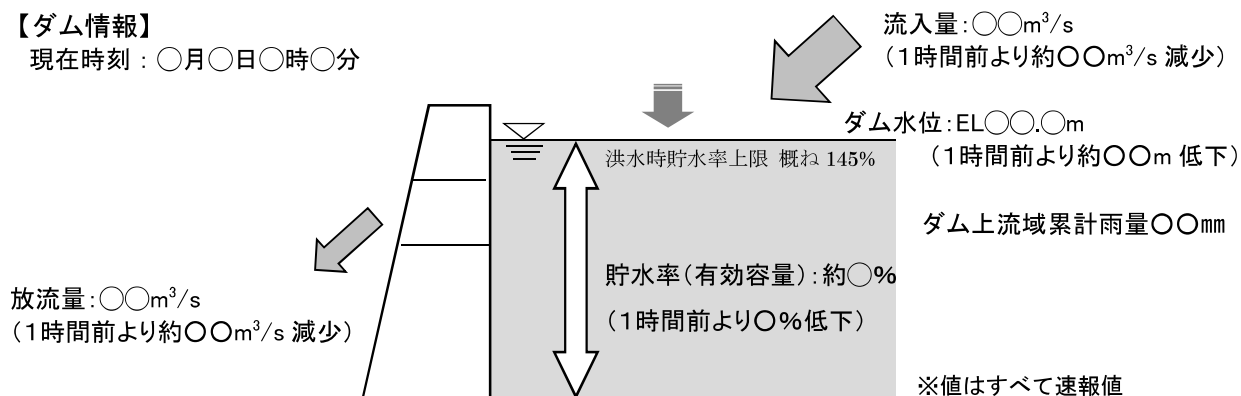 【ダム情報】
現在時刻：○月○日○時○分
流入量：○○m³/s
（１時間前より約○○m³/s 減少）
ダム水位：EL○○.○m
（１時間前より約○○m 低下）
洪水時貯水率上限 概ね 145%
ダム上流域累計雨量○○㎜
貯水率（有効容量）：約○%
（１時間前より○%低下）
放流量：○○m³/s
（１時間前より約○○m³/s 減少）
※値はすべて速報値